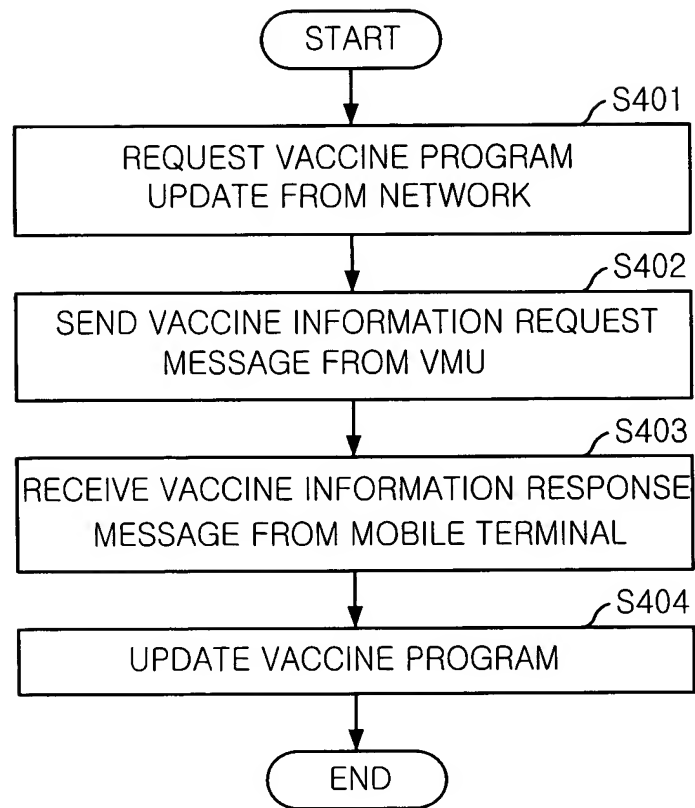 START
S401
REQUEST VACCINE PROGRAM
UPDATE FROM NETWORK
S402
SEND VACCINE INFORMATION REQUEST
MESSAGE FROM VMU
S403
RECEIVE VACCINE INFORMATION RESPONSE
MESSAGE FROM MOBILE TERMINAL
S404
UPDATE VACCINE PROGRAM
END